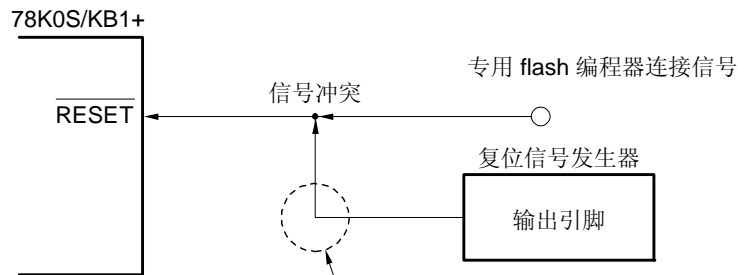 78K0S/KB1+
专用 flash 编程器连接信号
信号冲突
RESET
复位信号发生器
输出引脚